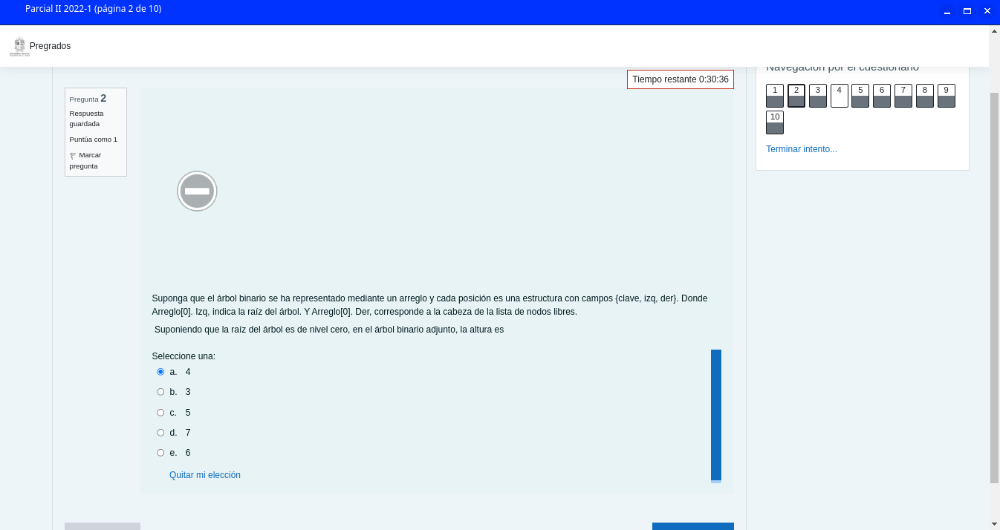 Parcial II 2022-1 (página 2 de 10)
Pregrados
Tiempo restante 0:30:36
Navegación por el cuestionario
1 2 3 4 5 6 7 8 9
10
Terminar intento...
Pregunta 2
Respuesta
guardada
Puntúa como 1
Marcar
pregunta
Suponga que el árbol binario se ha representado mediante un arreglo y cada posición es una estructura con campos {clave, izq, der}. Donde
Arreglo[0]. Izq, indica la raíz del árbol. Y Arreglo[0]. Der, corresponde a la cabeza de la lista de nodos libres.
Suponiendo que la raíz del árbol es de nivel cero, en el árbol binario adjunto, la altura es
Seleccione una:
a. 4
b. 3
c. 5
d. 7
e. 6
Quitar mi elección